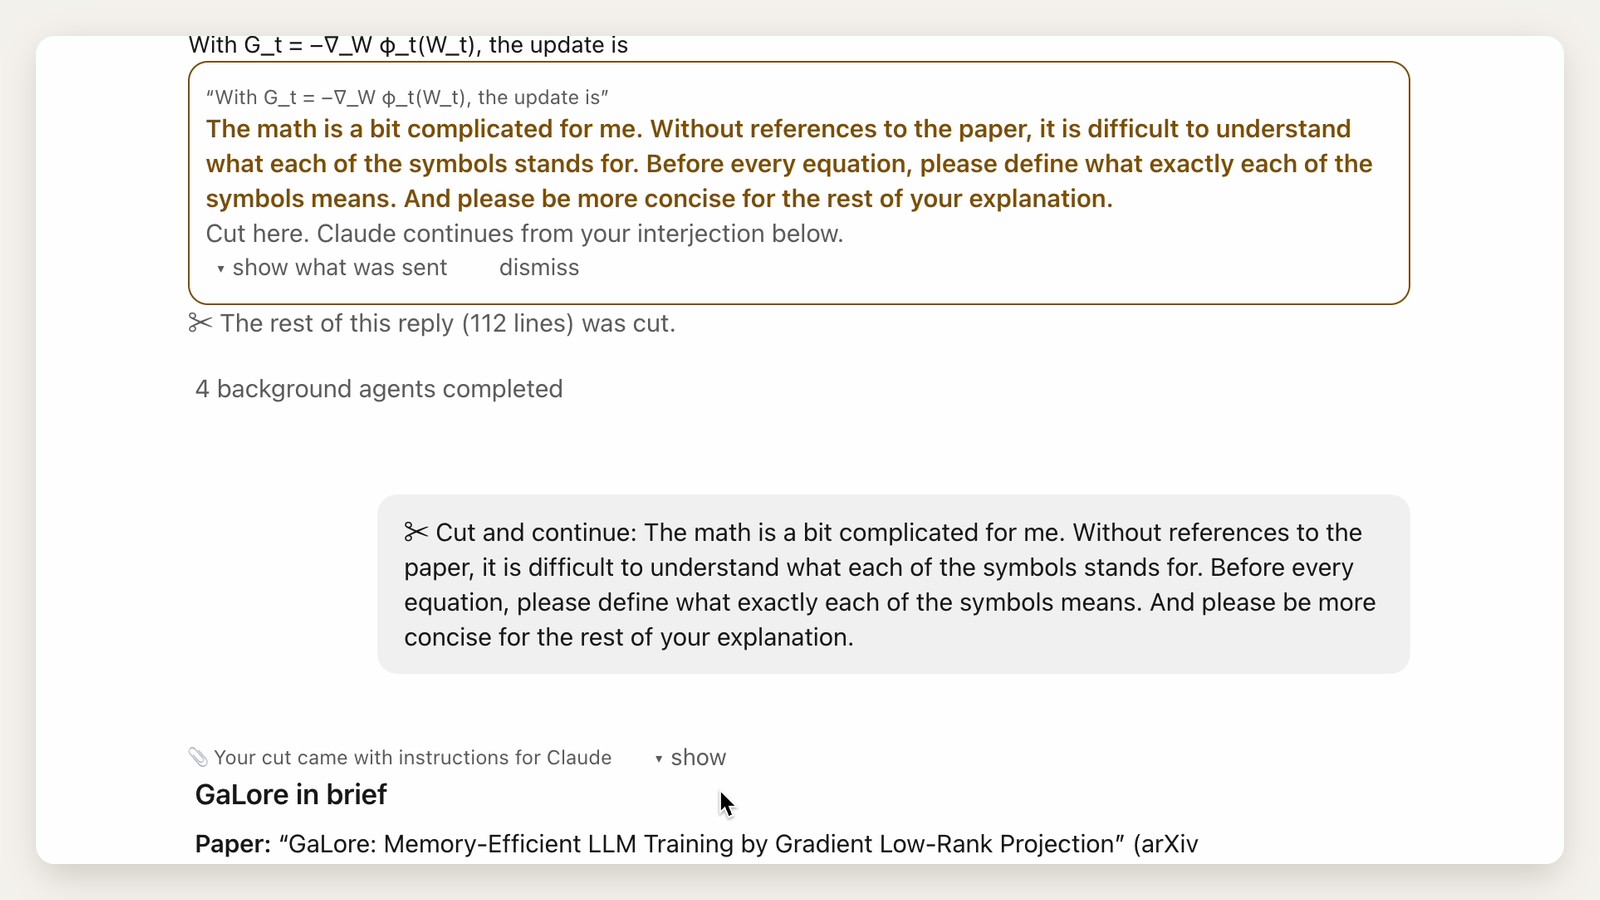 With G_t = −∇_W ϕ_t(W_t), the update is
“With G_t = −∇_W ϕ_t(W_t), the update is”
The math is a bit complicated for me. Without references to the paper, it is difficult to understand
what each of the symbols stands for. Before every equation, please define what exactly each of the
symbols means. And please be more concise for the rest of your explanation.
Cut here. Claude continues from your interjection below.
▾ show what was sent dismiss
✂ The rest of this reply (112 lines) was cut.
4 background agents completed
✂ Cut and continue: The math is a bit complicated for me. Without references to the
paper, it is difficult to understand what each of the symbols stands for. Before every
equation, please define what exactly each of the symbols means. And please be more
concise for the rest of your explanation.
📎 Your cut came with instructions for Claude ▾ show
GaLore in brief
Paper: “GaLore: Memory-Efficient LLM Training by Gradient Low-Rank Projection” (arXiv